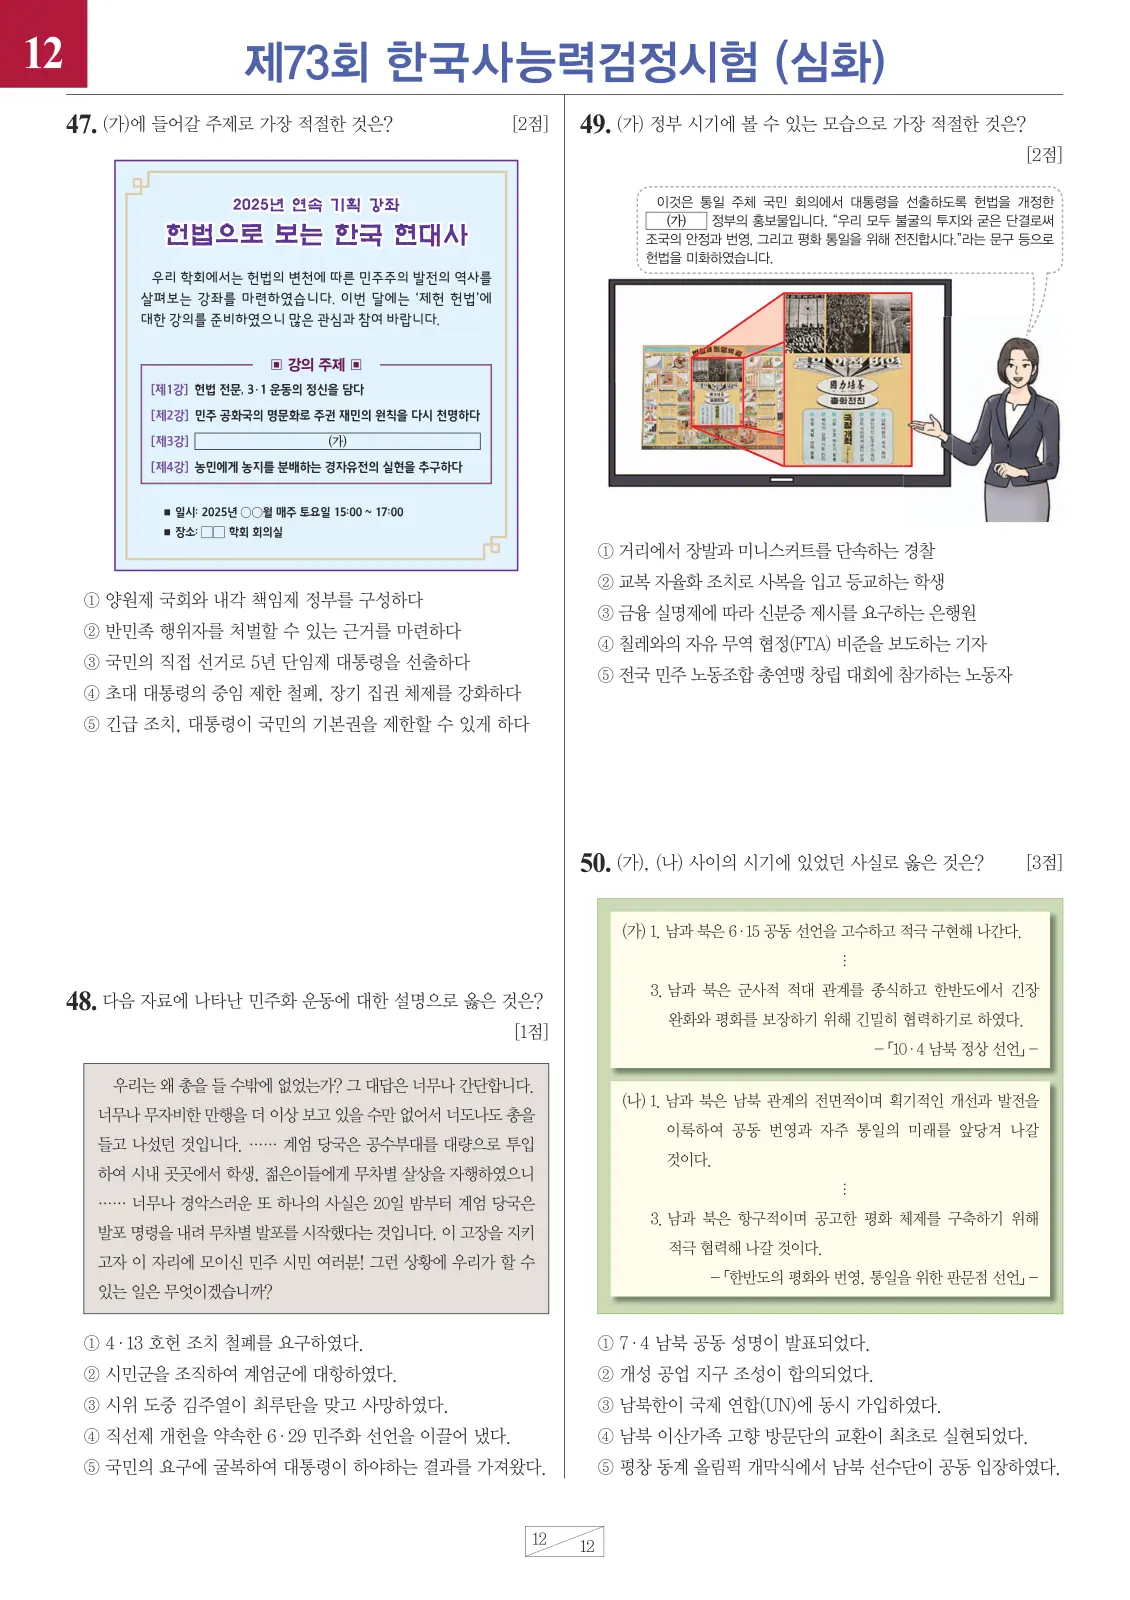 12
제73회 한국사능력검정시험 (심화)
47. (가)에 들어갈 주제로 가장 적절한 것은? [2점]
2025년 연속 기획 강좌
헌법으로 보는 한국 현대사
우리 학회에서는 헌법의 변천에 따른 민주주의 발전의 역사를
살펴보는 강좌를 마련하였습니다. 이번 달에는 ‘제헌 헌법’에
대한 강의를 준비하였으니 많은 관심과 참여 바랍니다.
▣ 강의 주제 ▣
[제1강] 헌법 전문, 3·1 운동의 정신을 담다
[제2강] 민주 공화국의 명문화로 주권 재민의 원칙을 다시 천명하다
[제3강] (가)
[제4강] 농민에게 농지를 분배하는 경자유전의 실현을 추구하다
■ 일시: 2025년 ○○월 매주 토요일 15:00 ~ 17:00
■ 장소: □□ 학회 회의실
① 양원제 국회와 내각 책임제 정부를 구성하다
② 반민족 행위자를 처벌할 수 있는 근거를 마련하다
③ 국민의 직접 선거로 5년 단임제 대통령을 선출하다
④ 초대 대통령의 중임 제한 철폐, 장기 집권 체제를 강화하다
⑤ 긴급 조치, 대통령이 국민의 기본권을 제한할 수 있게 하다
48. 다음 자료에 나타난 민주화 운동에 대한 설명으로 옳은 것은?
[1점]
우리는 왜 총을 들 수밖에 없었는가? 그 대답은 너무나 간단합니다.
너무나 무자비한 만행을 더 이상 보고 있을 수만 없어서 너도나도 총을
들고 나섰던 것입니다. …… 계엄 당국은 공수부대를 대량으로 투입
하여 시내 곳곳에서 학생, 젊은이들에게 무차별 살상을 자행하였으니
…… 너무나 경악스러운 또 하나의 사실은 20일 밤부터 계엄 당국은
발포 명령을 내려 무차별 발포를 시작했다는 것입니다. 이 고장을 지키
고자 이 자리에 모이신 민주 시민 여러분! 그런 상황에 우리가 할 수
있는 일은 무엇이겠습니까?
① 4·13 호헌 조치 철폐를 요구하였다.
② 시민군을 조직하여 계엄군에 대항하였다.
③ 시위 도중 김주열이 최루탄을 맞고 사망하였다.
④ 직선제 개헌을 약속한 6·29 민주화 선언을 이끌어 냈다.
⑤ 국민의 요구에 굴복하여 대통령이 하야하는 결과를 가져왔다.
49. (가) 정부 시기에 볼 수 있는 모습으로 가장 적절한 것은?
[2점]
이것은 통일 주체 국민 회의에서 대통령을 선출하도록 헌법을 개정한
(가) 정부의 홍보물입니다. “우리 모두 불굴의 투지와 굳은 단결로써
조국의 안정과 번영, 그리고 평화 통일을 위해 전진합시다.”라는 문구 등으로
헌법을 미화하였습니다.
國力培養
총화전진
국정개혁
① 거리에서 장발과 미니스커트를 단속하는 경찰
② 교복 자율화 조치로 사복을 입고 등교하는 학생
③ 금융 실명제에 따라 신분증 제시를 요구하는 은행원
④ 칠레와의 자유 무역 협정(FTA) 비준을 보도하는 기자
⑤ 전국 민주 노동조합 총연맹 창립 대회에 참가하는 노동자
50. (가), (나) 사이의 시기에 있었던 사실로 옳은 것은? [3점]
(가) 1. 남과 북은 6·15 공동 선언을 고수하고 적극 구현해 나간다.
⋮
3. 남과 북은 군사적 적대 관계를 종식하고 한반도에서 긴장
완화와 평화를 보장하기 위해 긴밀히 협력하기로 하였다.
-「10·4 남북 정상 선언」-
(나) 1. 남과 북은 남북 관계의 전면적이며 획기적인 개선과 발전을
이룩하여 공동 번영과 자주 통일의 미래를 앞당겨 나갈
것이다.
⋮
3. 남과 북은 항구적이며 공고한 평화 체제를 구축하기 위해
적극 협력해 나갈 것이다.
-「한반도의 평화와 번영, 통일을 위한 판문점 선언」-
① 7·4 남북 공동 성명이 발표되었다.
② 개성 공업 지구 조성이 합의되었다.
③ 남북한이 국제 연합(UN)에 동시 가입하였다.
④ 남북 이산가족 고향 방문단의 교환이 최초로 실현되었다.
⑤ 평창 동계 올림픽 개막식에서 남북 선수단이 공동 입장하였다.
12
12